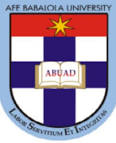 AFE BABALOLA UNIVERSITY
ABUAD
LABOR SERVITIUM ET INTEGRITAS